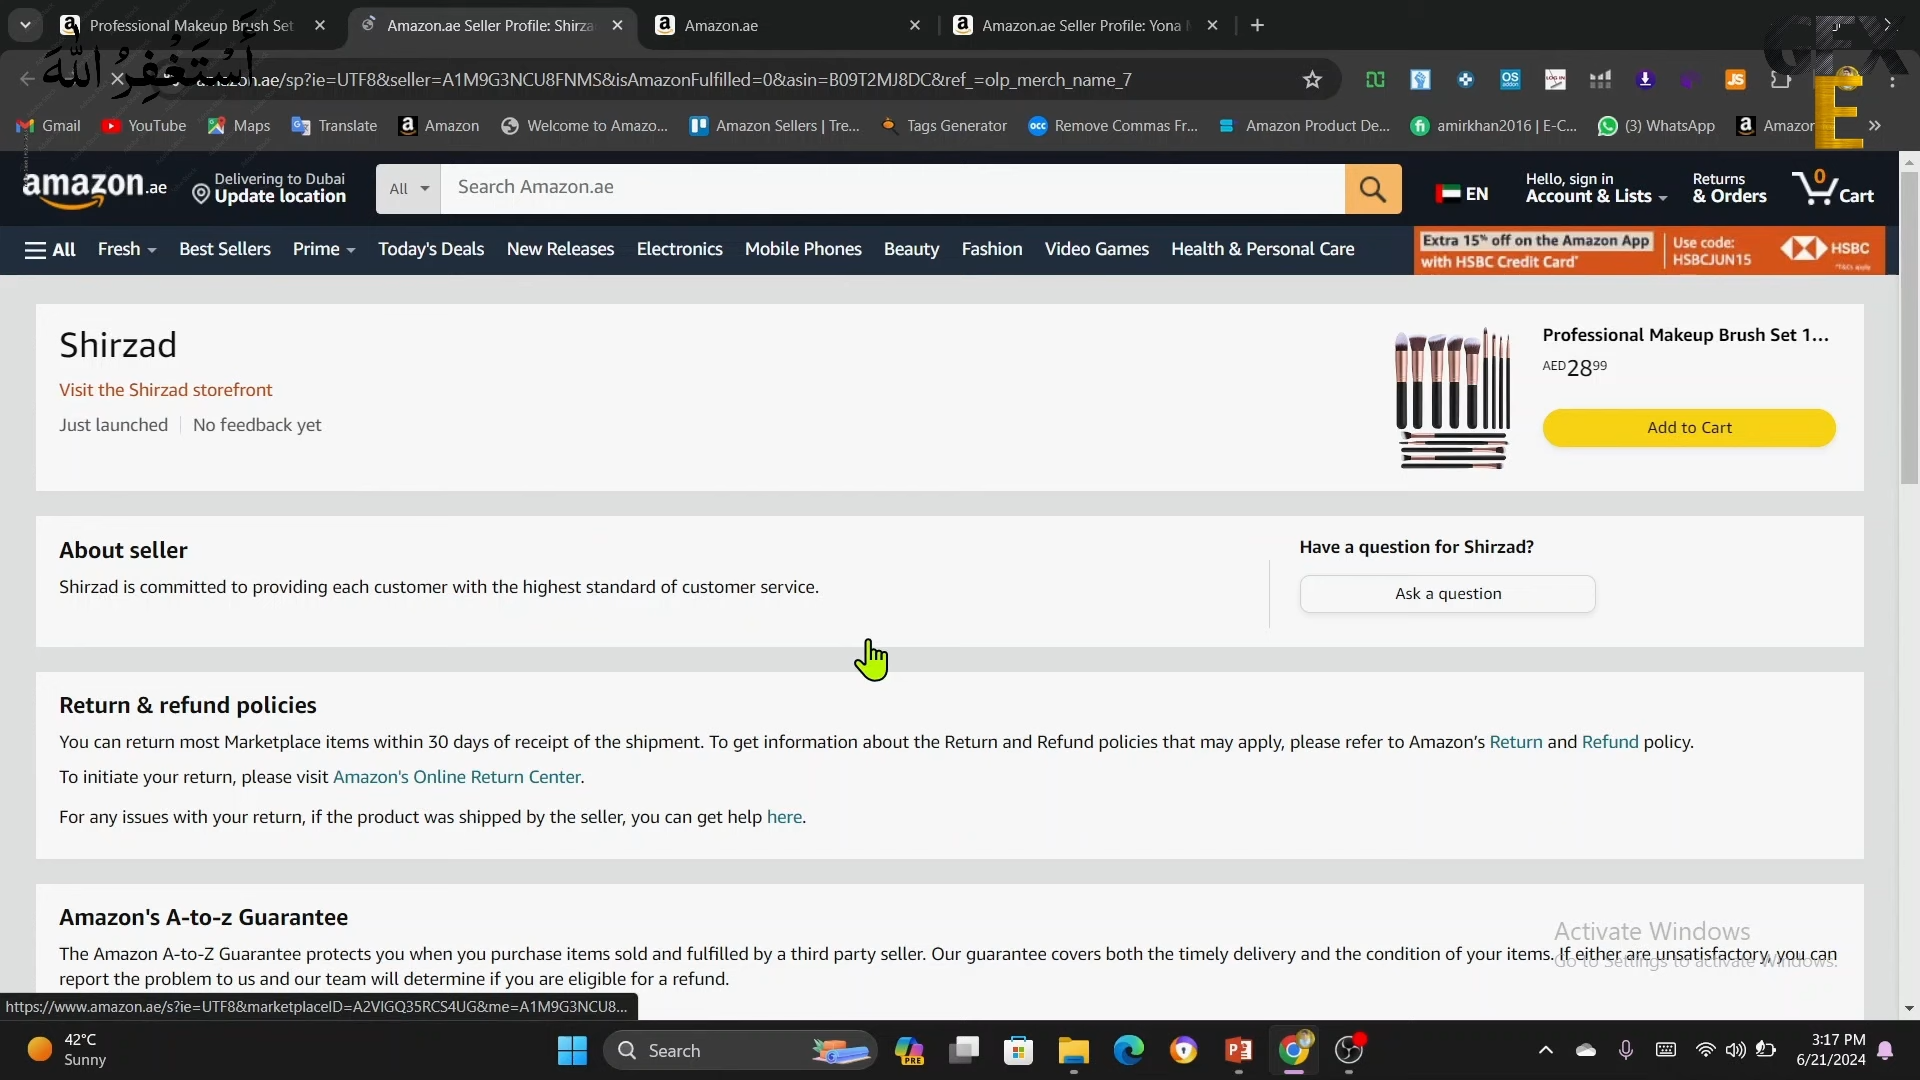 Professional Makeup Brush Set
Amazon.ae Seller Profile: Shirza
Amazon.ae
Amazon.ae Seller Profile: Yona
أَسْتَغْفِرُ اللّٰهَ
amazon.ae/sp?ie=UTF8&seller=A1M9G3NCU8FNMS&isAmazonFulfilled=0&asin=B09T2MJ8DC&ref_=olp_merch_name_7
GFX
E
Gmail
YouTube
Maps
Translate
Amazon
Welcome to Amazo...
Amazon Sellers | Tre...
Tags Generator
Remove Commas Fr...
Amazon Product De...
amirkhan2016 | E-C...
(3) WhatsApp
Amazon
amazon.ae
Delivering to Dubai
Update location
All
Search Amazon.ae
EN
Hello, sign in
Account & Lists
Returns
& Orders
0
Cart
All
Fresh
Best Sellers
Prime
Today's Deals
New Releases
Electronics
Mobile Phones
Beauty
Fashion
Video Games
Health & Personal Care
Extra 15% off on the Amazon App
with HSBC Credit Card*
Use code:
HSBCJUN15
HSBC
Shirzad
Visit the Shirzad storefront
Just launched
No feedback yet
Professional Makeup Brush Set 1...
AED2899
Add to Cart
About seller
Shirzad is committed to providing each customer with the highest standard of customer service.
Have a question for Shirzad?
Ask a question
Return & refund policies
You can return most Marketplace items within 30 days of receipt of the shipment. To get information about the Return and Refund policies that may apply, please refer to Amazon's Return and Refund policy.
To initiate your return, please visit Amazon's Online Return Center.
For any issues with your return, if the product was shipped by the seller, you can get help here.
Amazon's A-to-z Guarantee
The Amazon A-to-Z Guarantee protects you when you purchase items sold and fulfilled by a third party seller. Our guarantee covers both the timely delivery and the condition of your items. If either are unsatisfactory, you can
report the problem to us and our team will determine if you are eligible for a refund.
Activate Windows
Go to Settings to activate Windows.
https://www.amazon.ae/s?ie=UTF8&marketplaceID=A2VIGQ35RCS4UG&me=A1M9G3NCU8...
42°C
Sunny
Search
PRE
3:17 PM
6/21/2024